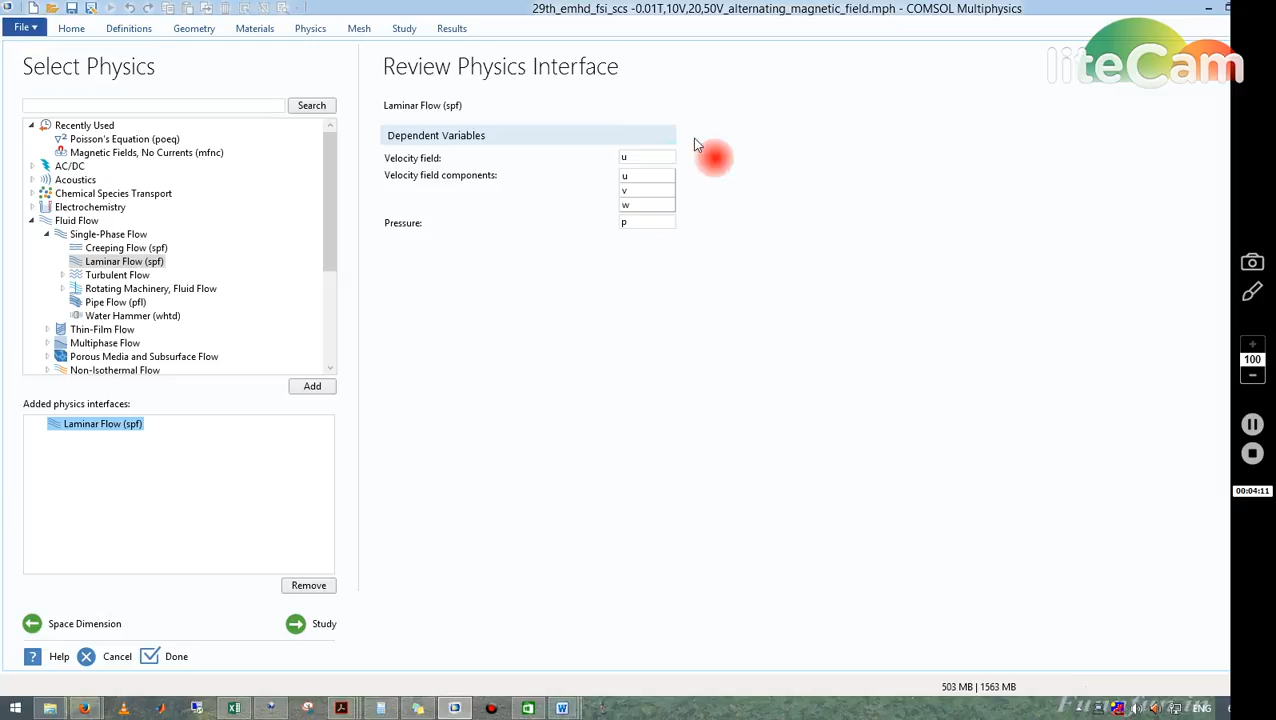 29th_emhd_fsi_scs -0.01T,10V,20,50V_alternating_magnetic_field.mph - COMSOL Multiphysics
File
Home
Definitions
Geometry
Materials
Physics
Mesh
Study
Results
liteCam
Select Physics
Search
Recently Used
Poisson's Equation (poeq)
Magnetic Fields, No Currents (mfnc)
AC/DC
Acoustics
Chemical Species Transport
Electrochemistry
Fluid Flow
Single-Phase Flow
Creeping Flow (spf)
Laminar Flow (spf)
Turbulent Flow
Rotating Machinery, Fluid Flow
Pipe Flow (pfl)
Water Hammer (whtd)
Thin-Film Flow
Multiphase Flow
Porous Media and Subsurface Flow
Non-Isothermal Flow
Add
Added physics interfaces:
Laminar Flow (spf)
Remove
Space Dimension
Study
Help
Cancel
Done
Review Physics Interface
Laminar Flow (spf)
Dependent Variables
Velocity field:
u
Velocity field components:
u
v
w
Pressure:
p
100
00:04:11
503 MB | 1563 MB
ENG